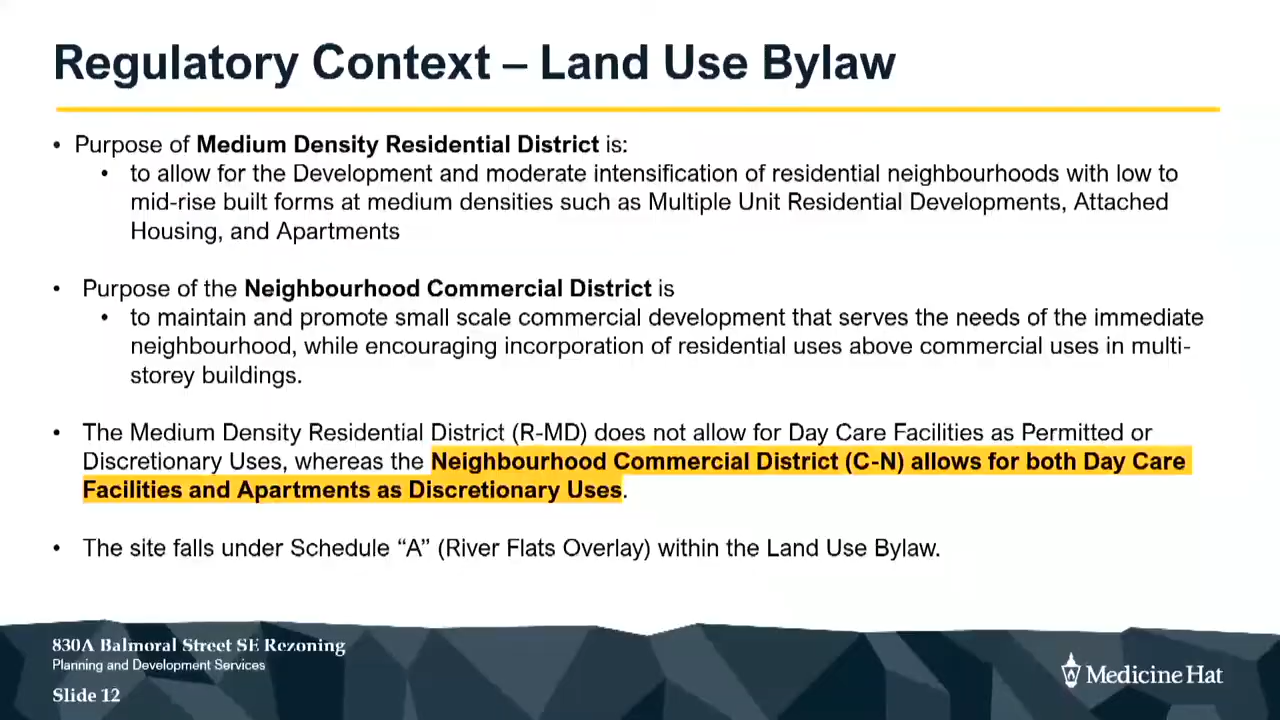 Regulatory Context – Land Use Bylaw
• Purpose of Medium Density Residential District is:
• to allow for the Development and moderate intensification of residential neighbourhoods with low to
mid-rise built forms at medium densities such as Multiple Unit Residential Developments, Attached
Housing, and Apartments
• Purpose of the Neighbourhood Commercial District is
• to maintain and promote small scale commercial development that serves the needs of the immediate
neighbourhood, while encouraging incorporation of residential uses above commercial uses in multi-
storey buildings.
• The Medium Density Residential District (R-MD) does not allow for Day Care Facilities as Permitted or
Discretionary Uses, whereas the Neighbourhood Commercial District (C-N) allows for both Day Care
Facilities and Apartments as Discretionary Uses.
• The site falls under Schedule “A” (River Flats Overlay) within the Land Use Bylaw.
830A Balmoral Street SE Rezoning
Planning and Development Services
Slide 12
Medicine Hat